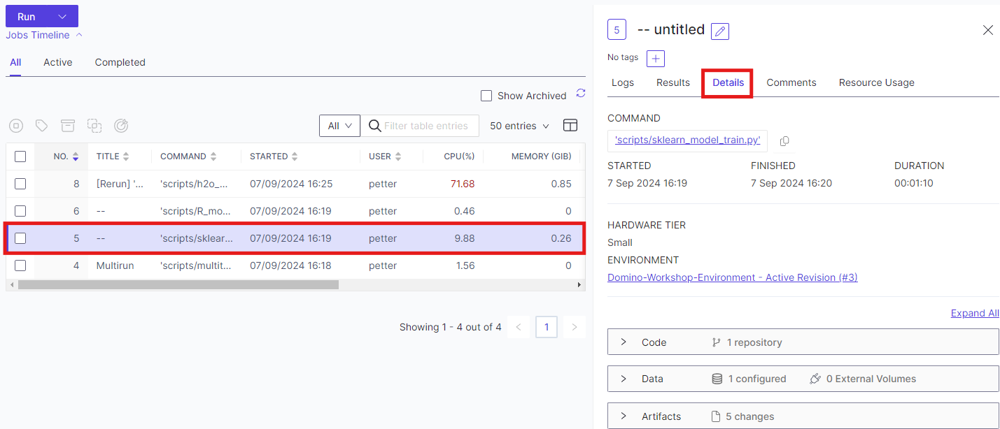 Run
Jobs Timeline
All Active Completed
Show Archived
All Filter table entries 50 entries
NO. TITLE COMMAND STARTED USER CPU(%) MEMORY (GIB)
8 [Rerun] '... 'scripts/h2o_... 07/09/2024 16:25 petter 71.68 0.85
6 -- 'scripts/R_mo... 07/09/2024 16:19 petter 0.46 0
5 -- 'scripts/sklear... 07/09/2024 16:19 petter 9.88 0.26
4 Multirun 'scripts/multit... 07/09/2024 16:18 petter 1.56 0
Showing 1 - 4 out of 4 < 1 >
5 -- untitled
No tags +
Logs Results Details Comments Resource Usage
COMMAND
'scripts/sklearn_model_train.py'
STARTED FINISHED DURATION
7 Sep 2024 16:19 7 Sep 2024 16:20 00:01:10
HARDWARE TIER
Small
ENVIRONMENT
Domino-Workshop-Environment - Active Revision (#3)
Expand All
Code 1 repository
Data 1 configured 0 External Volumes
Artifacts 5 changes